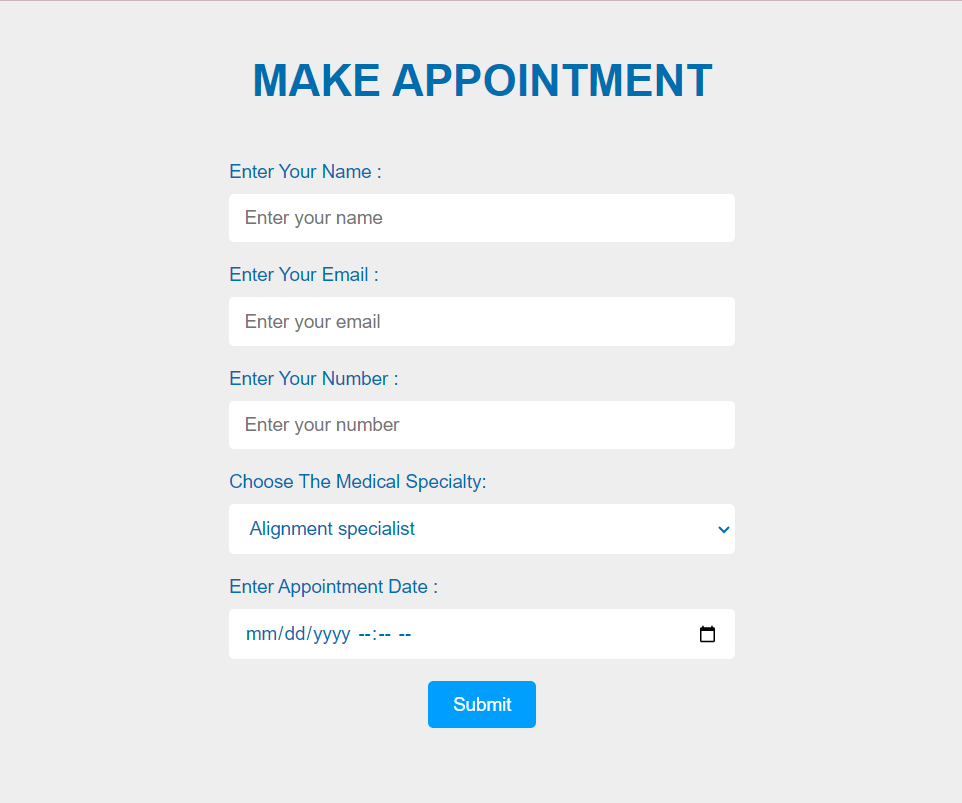 MAKE APPOINTMENT
Enter Your Name :
Enter your name
Enter Your Email :
Enter your email
Enter Your Number :
Enter your number
Choose The Medical Specialty:
Alignment specialist
Enter Appointment Date :
mm/dd/yyyy --:-- --
Submit